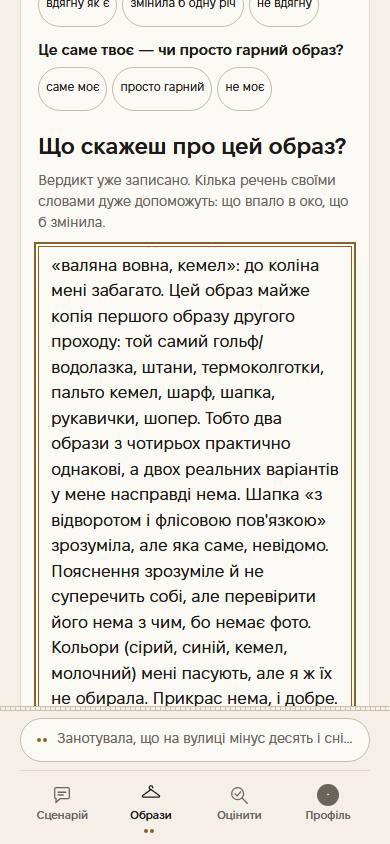 вдягну як є
змінила б одну річ
не вдягну
Це саме твоє — чи просто гарний образ?
саме моє
просто гарний
не моє
Що скажеш про цей образ?
Вердикт уже записано. Кілька речень своїми
словами дуже допоможуть: що впало в око, що
б змінила.
«валяна вовна, кемел»: до коліна
мені забагато. Цей образ майже
копія першого образу другого
проходу: той самий гольф/
водолазка, штани, термоколготки,
пальто кемел, шарф, шапка,
рукавички, шопер. Тобто два
образи з чотирьох практично
однакові, а двох реальних варіантів
у мене насправді нема. Шапка «з
відворотом і флісовою пов'язкою»
зрозуміла, але яка саме, невідомо.
Пояснення зрозуміле й не
суперечить собі, але перевірити
його нема з чим, бо немає фото.
Кольори (сірий, синій, кемел,
молочний) мені пасують, але я ж їх
не обирала. Прикрас нема, і добре.
Занотувала, що на вулиці мінус десять і сні...
Сценарій
Образи
Оцінити
Профіль